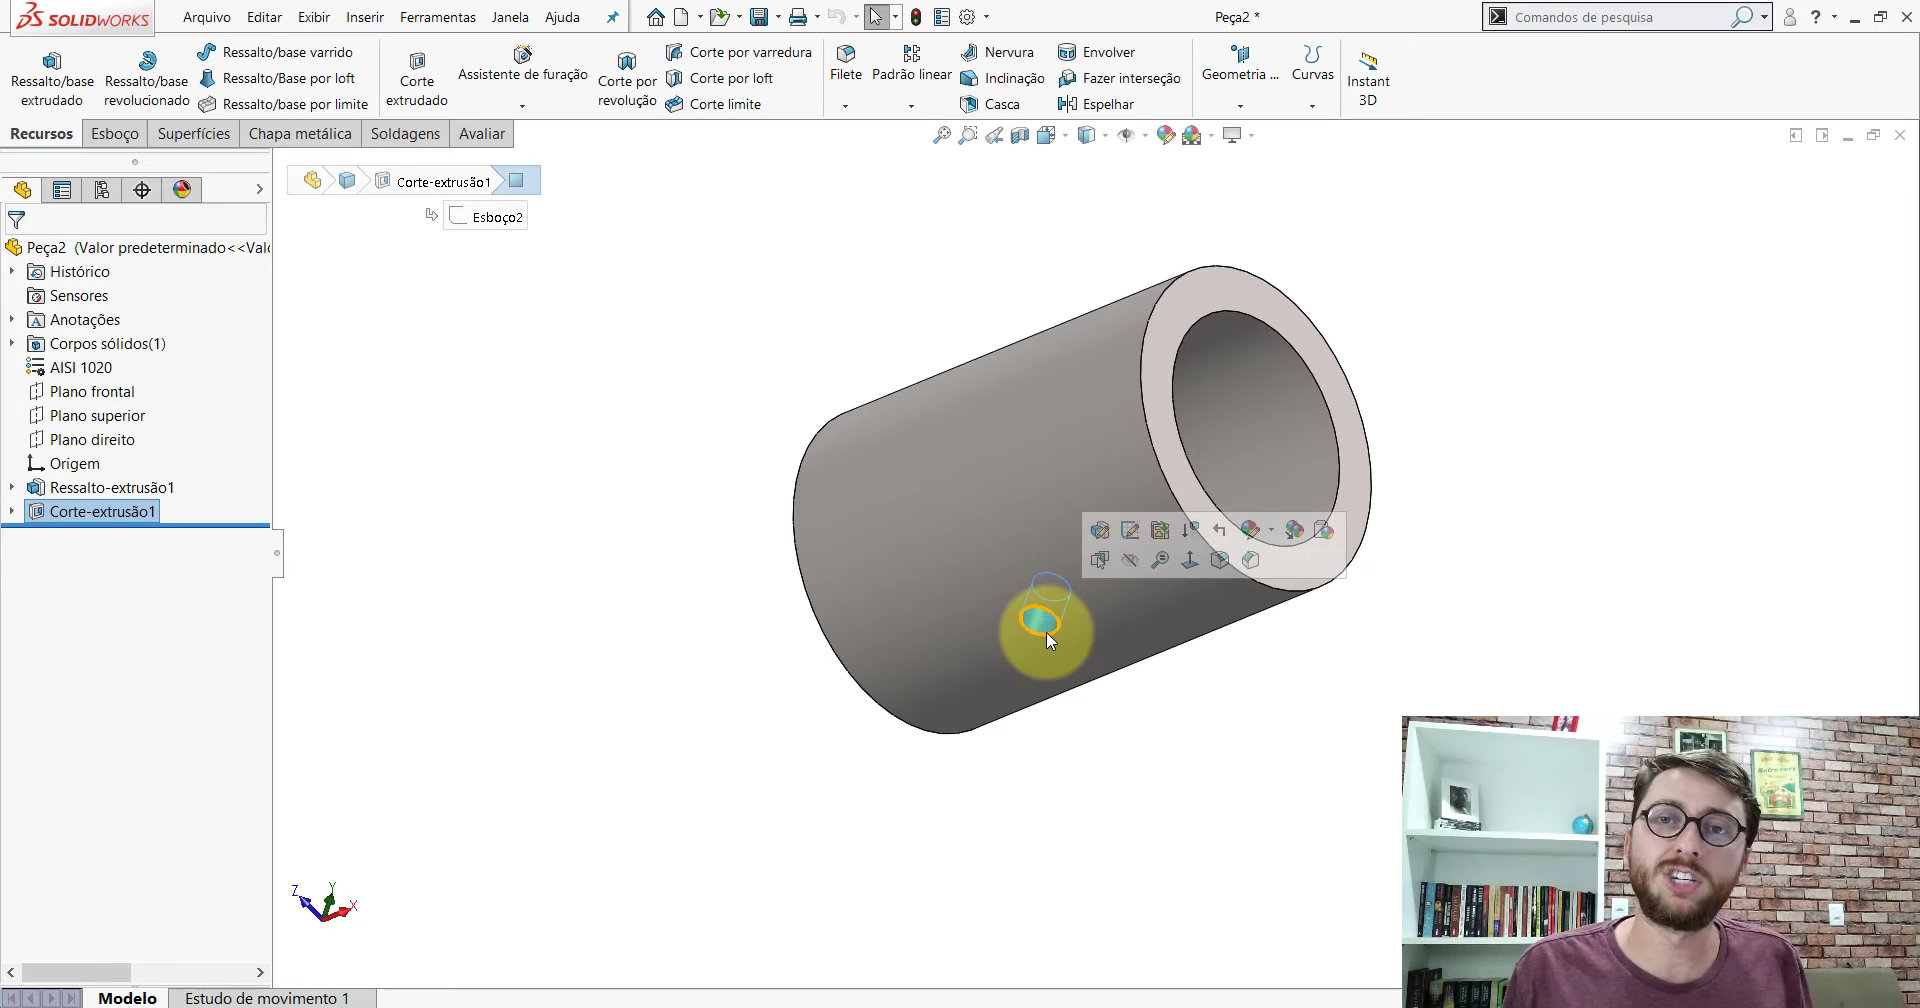 SOLIDWORKS
Arquivo Editar Exibir Inserir Ferramentas Janela Ajuda
Peça2 *
Comandos de pesquisa
Ressalto/base extrudado
Ressalto/base revolucionado
Ressalto/base varrido
Ressalto/Base por loft
Ressalto/base por limite
Corte extrudado
Assistente de furação
Corte por revolução
Corte por varredura
Corte por loft
Corte limite
Filete
Padrão linear
Nervura
Inclinação
Casca
Envolver
Fazer interseção
Espelhar
Geometria ...
Curvas
Instant 3D
Recursos Esboço Superfícies Chapa metálica Soldagens Avaliar
Corte-extrusão1
Esboço2
Peça2 (Valor predeterminado<<Valo
Histórico
Sensores
Anotações
Corpos sólidos(1)
AISI 1020
Plano frontal
Plano superior
Plano direito
Origem
Ressalto-extrusão1
Corte-extrusão1
Z Y X
Modelo Estudo de movimento 1